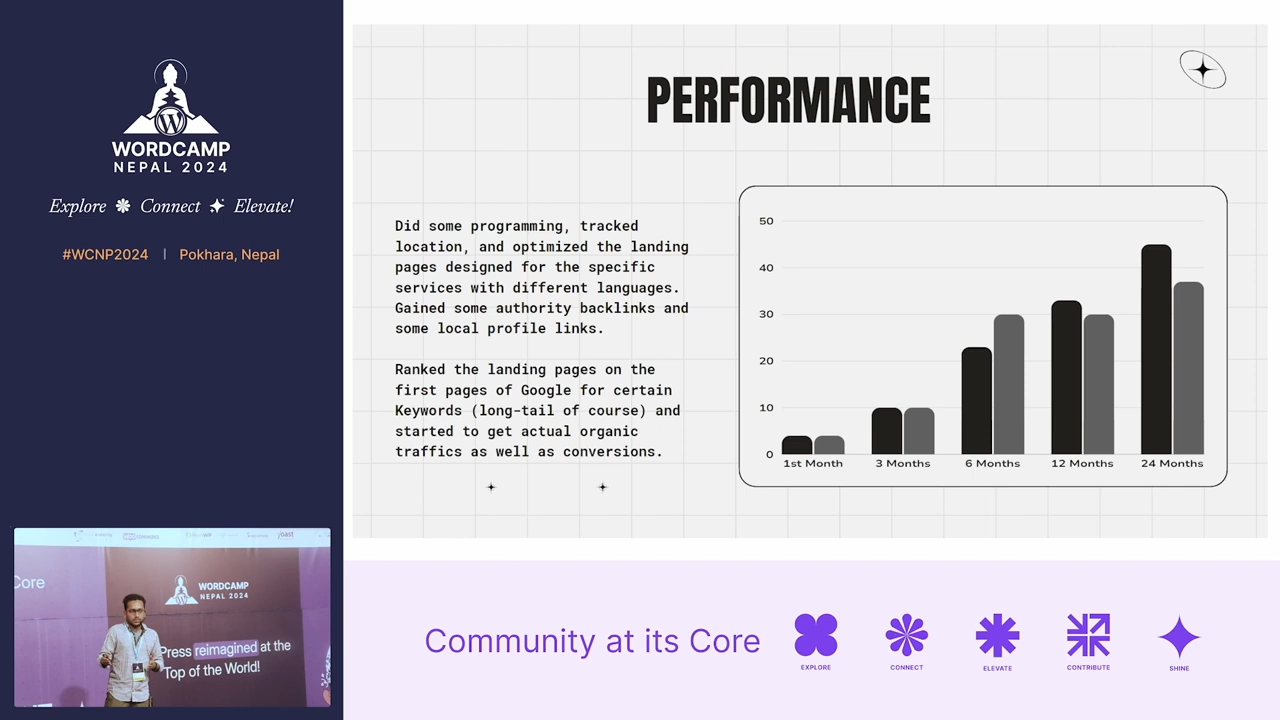 WORDCAMP
NEPAL 2024
Explore Connect Elevate!
#WCNP2024 | Pokhara, Nepal
PERFORMANCE
Did some programming, tracked
location, and optimized the landing
pages designed for the specific
services with different languages.
Gained some authority backlinks and
some local profile links.
Ranked the landing pages on the
first pages of Google for certain
Keywords (long-tail of course) and
started to get actual organic
traffics as well as conversions.
50
40
30
20
10
0
1st Month 3 Months 6 Months 12 Months 24 Months
Core
WORDCAMP
NEPAL 2024
Press reimagined at the
Top of the World!
Community at its Core
EXPLORE CONNECT ELEVATE CONTRIBUTE SHINE